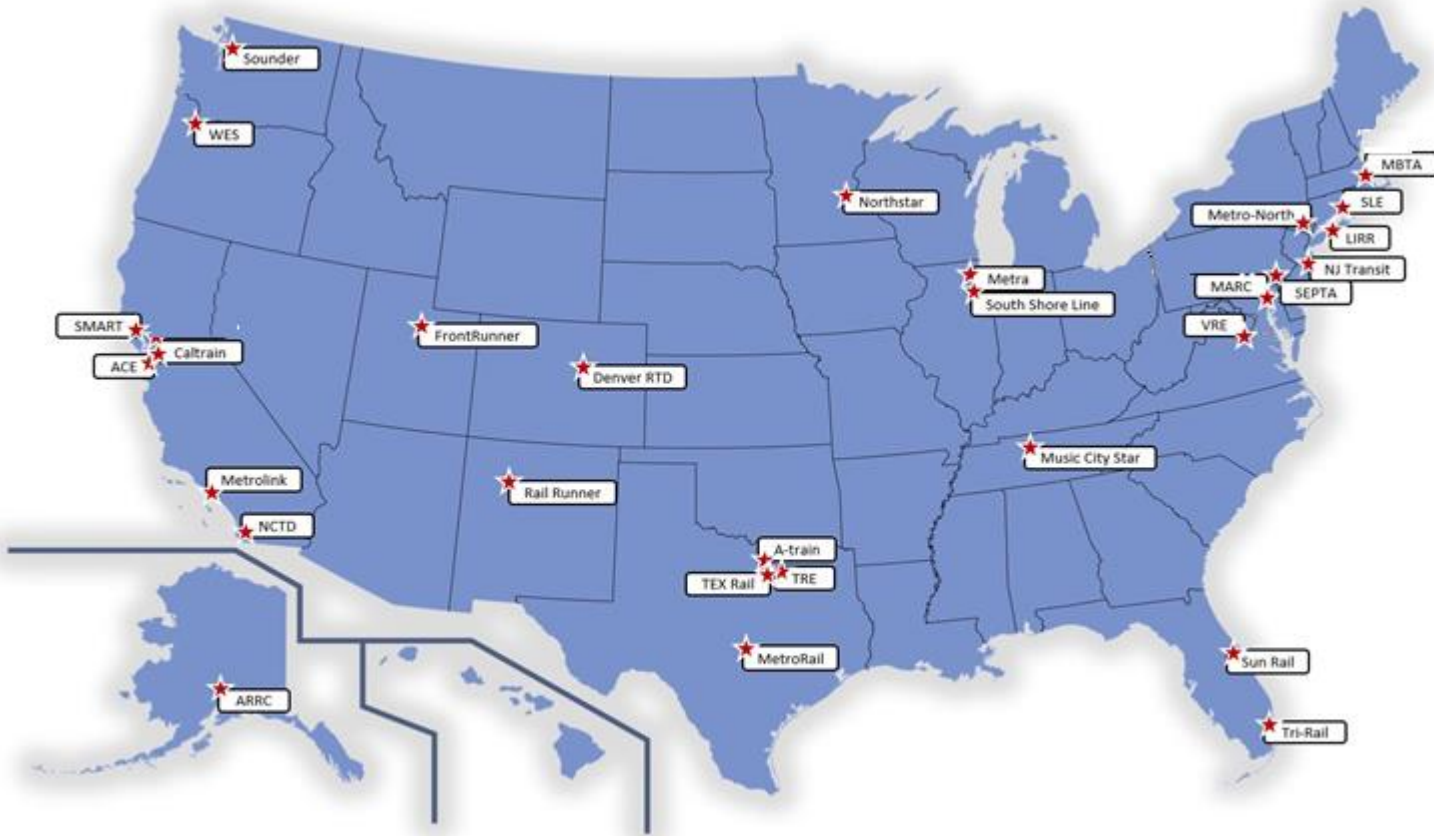 Sounder
WES
MBTA
Northstar
SLE
Metro-North
LIRR
NJ Transit
Metra
MARC
SEPTA
South Shore Line
SMART
VRE
FrontRunner
Caltrain
ACE
Denver RTD
Music City Star
Metrolink
Rail Runner
NCTD
A-train
TEX Rail
TRE
MetroRail
Sun Rail
ARRC
Tri-Rail